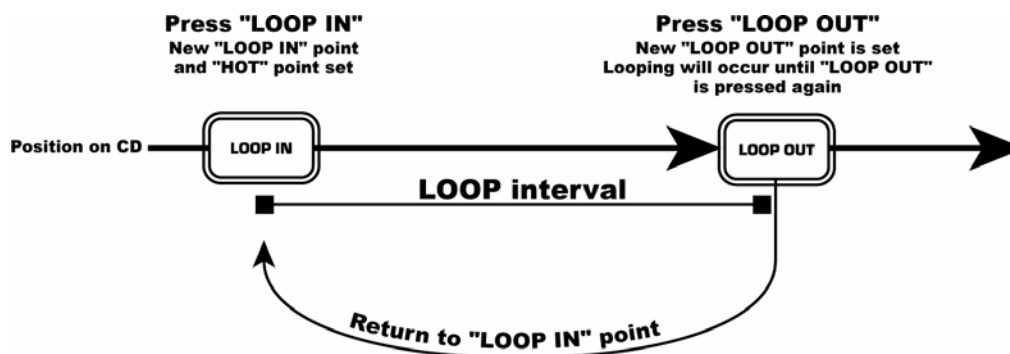 Press "LOOP IN"
New "LOOP IN" point
and "HOT" point set
Press "LOOP OUT"
New "LOOP OUT" point is set
Looping will occur until "LOOP OUT"
is pressed again
Position on CD
LOOP IN
LOOP OUT
LOOP interval
Return to "LOOP IN" point